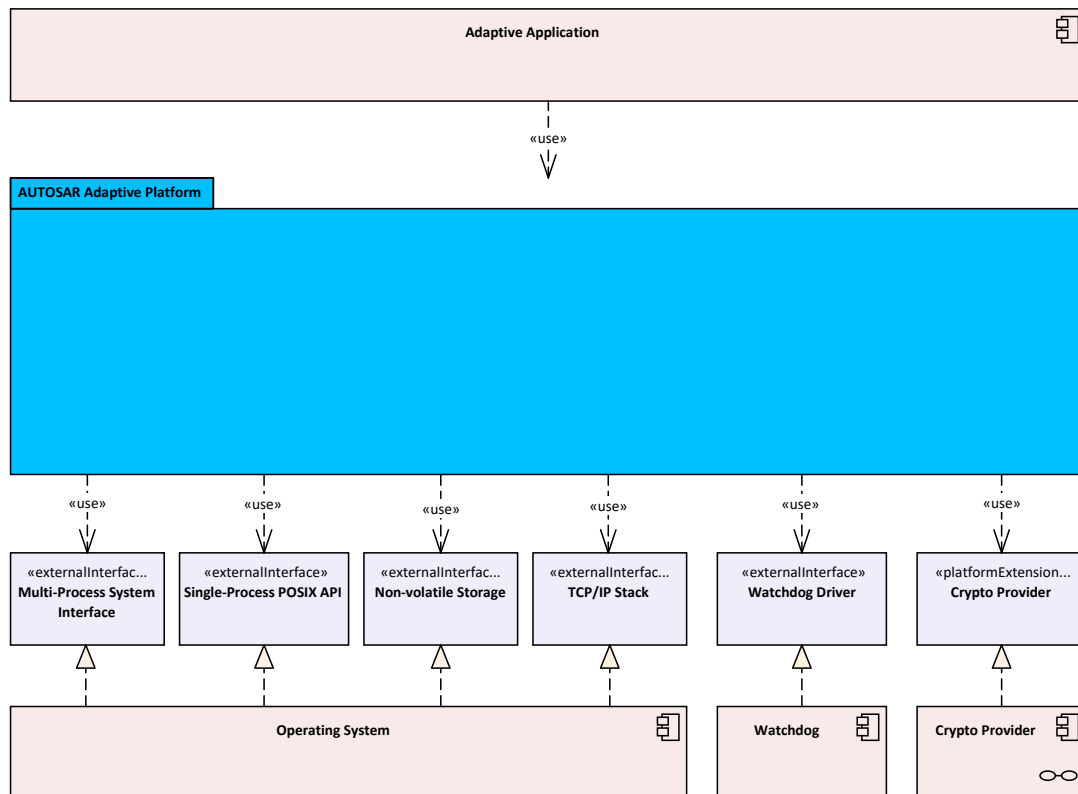 Adaptive Application
«use»
AUTOSAR Adaptive Platform
«use» «use» «use» «use» «use» «use»
«externalInterfac...
Multi-Process System
Interface
«externalInterface»
Single-Process POSIX API
«externalInterfac...
Non-volatile Storage
«externalInterfac...
TCP/IP Stack
«externalInterface»
Watchdog Driver
«platformExtension...
Crypto Provider
Operating System
Watchdog
Crypto Provider